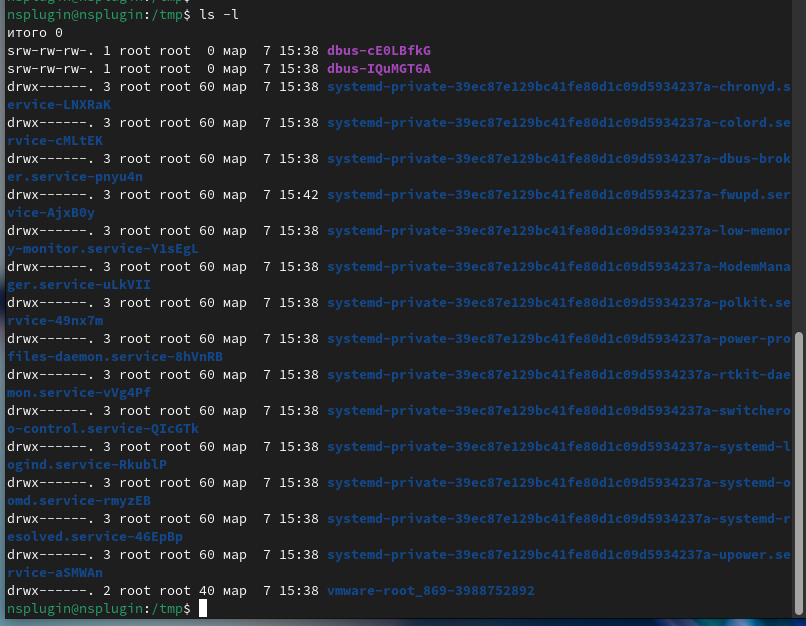 nsplugin@nsplugin:/tmp$ ls -l
итого 0
srw-rw-rw-. 1 root root  0 мар  7 15:38 dbus-cE0LBfkG
srw-rw-rw-. 1 root root  0 мар  7 15:38 dbus-IQuMGT6A
drwx------. 3 root root 60 мар  7 15:38 systemd-private-39ec87e129bc41fe80d1c09d5934237a-chronyd.s
ervice-LNXRaK
drwx------. 3 root root 60 мар  7 15:38 systemd-private-39ec87e129bc41fe80d1c09d5934237a-colord.se
rvice-cMLtEK
drwx------. 3 root root 60 мар  7 15:38 systemd-private-39ec87e129bc41fe80d1c09d5934237a-dbus-brok
er.service-pnyu4n
drwx------. 3 root root 60 мар  7 15:42 systemd-private-39ec87e129bc41fe80d1c09d5934237a-fwupd.ser
vice-AjxB0y
drwx------. 3 root root 60 мар  7 15:38 systemd-private-39ec87e129bc41fe80d1c09d5934237a-low-memor
y-monitor.service-Y1sEgL
drwx------. 3 root root 60 мар  7 15:38 systemd-private-39ec87e129bc41fe80d1c09d5934237a-ModemMana
ger.service-uLkVII
drwx------. 3 root root 60 мар  7 15:38 systemd-private-39ec87e129bc41fe80d1c09d5934237a-polkit.se
rvice-49nx7m
drwx------. 3 root root 60 мар  7 15:38 systemd-private-39ec87e129bc41fe80d1c09d5934237a-power-pro
files-daemon.service-8hVnRB
drwx------. 3 root root 60 мар  7 15:38 systemd-private-39ec87e129bc41fe80d1c09d5934237a-rtkit-dae
mon.service-vVg4Pf
drwx------. 3 root root 60 мар  7 15:38 systemd-private-39ec87e129bc41fe80d1c09d5934237a-switchero
o-control.service-QIcGTk
drwx------. 3 root root 60 мар  7 15:38 systemd-private-39ec87e129bc41fe80d1c09d5934237a-systemd-l
ogind.service-RkublP
drwx------. 3 root root 60 мар  7 15:38 systemd-private-39ec87e129bc41fe80d1c09d5934237a-systemd-o
omd.service-rmyzEB
drwx------. 3 root root 60 мар  7 15:38 systemd-private-39ec87e129bc41fe80d1c09d5934237a-systemd-r
esolved.service-46EpBp
drwx------. 3 root root 60 мар  7 15:38 systemd-private-39ec87e129bc41fe80d1c09d5934237a-upower.se
rvice-aSMWAn
drwx------. 2 root root 40 мар  7 15:38 vmware-root_869-3988752892
nsplugin@nsplugin:/tmp$